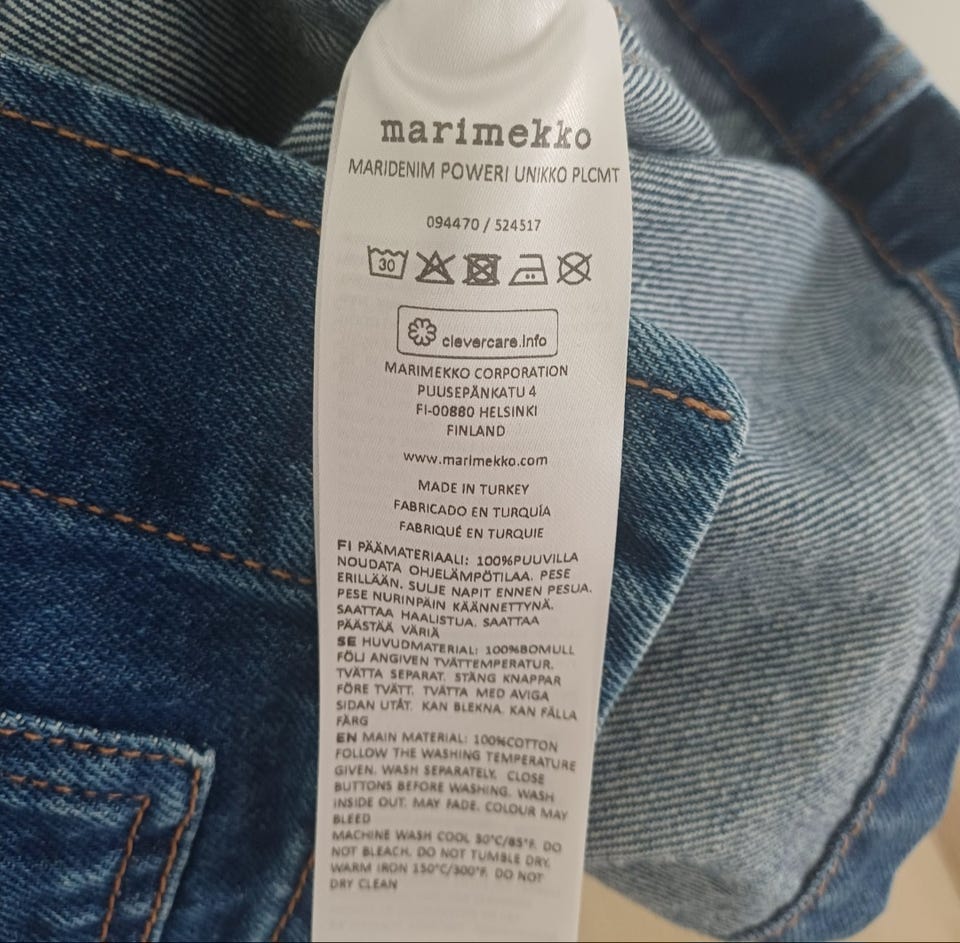 marimekko
MARIDENIM POWERI UNIKKO PLCMT
094470 / 524517
30
clevercare.info
MARIMEKKO CORPORATION
PUUSEPÄNKATU 4
FI-00880 HELSINKI
FINLAND
www.marimekko.com
MADE IN TURKEY
FABRICADO EN TURQUÍA
FABRIQUÉ EN TURQUIE
FI PÄÄMATERIAALI: 100%PUUVILLA
NOUDATA OHJELÄMPÖTILAA. PESE
ERILLÄÄN. SULJE NAPIT ENNEN PESUA.
PESE NURINPÄIN KÄÄNNETTYNÄ.
SAATTAA HAALISTUA. SAATTAA
PÄÄSTÄÄ VÄRIÄ
SE HUVUDMATERIAL: 100%BOMULL
FÖLJ ANGIVEN TVÄTTEMPERATUR.
TVÄTTA SEPARAT. STÄNG KNAPPAR
FÖRE TVÄTT. TVÄTTA MED AVIGA
SIDAN UTÅT. KAN BLEKNA. KAN FÄLLA
FÄRG
EN MAIN MATERIAL: 100%COTTON
FOLLOW THE WASHING TEMPERATURE
GIVEN. WASH SEPARATELY. CLOSE
BUTTONS BEFORE WASHING. WASH
INSIDE OUT. MAY FADE. COLOUR MAY
BLEED
MACHINE WASH COOL 30°C/85°F. DO
NOT BLEACH. DO NOT TUMBLE DRY.
WARM IRON 150°C/300°F. DO NOT
DRY CLEAN